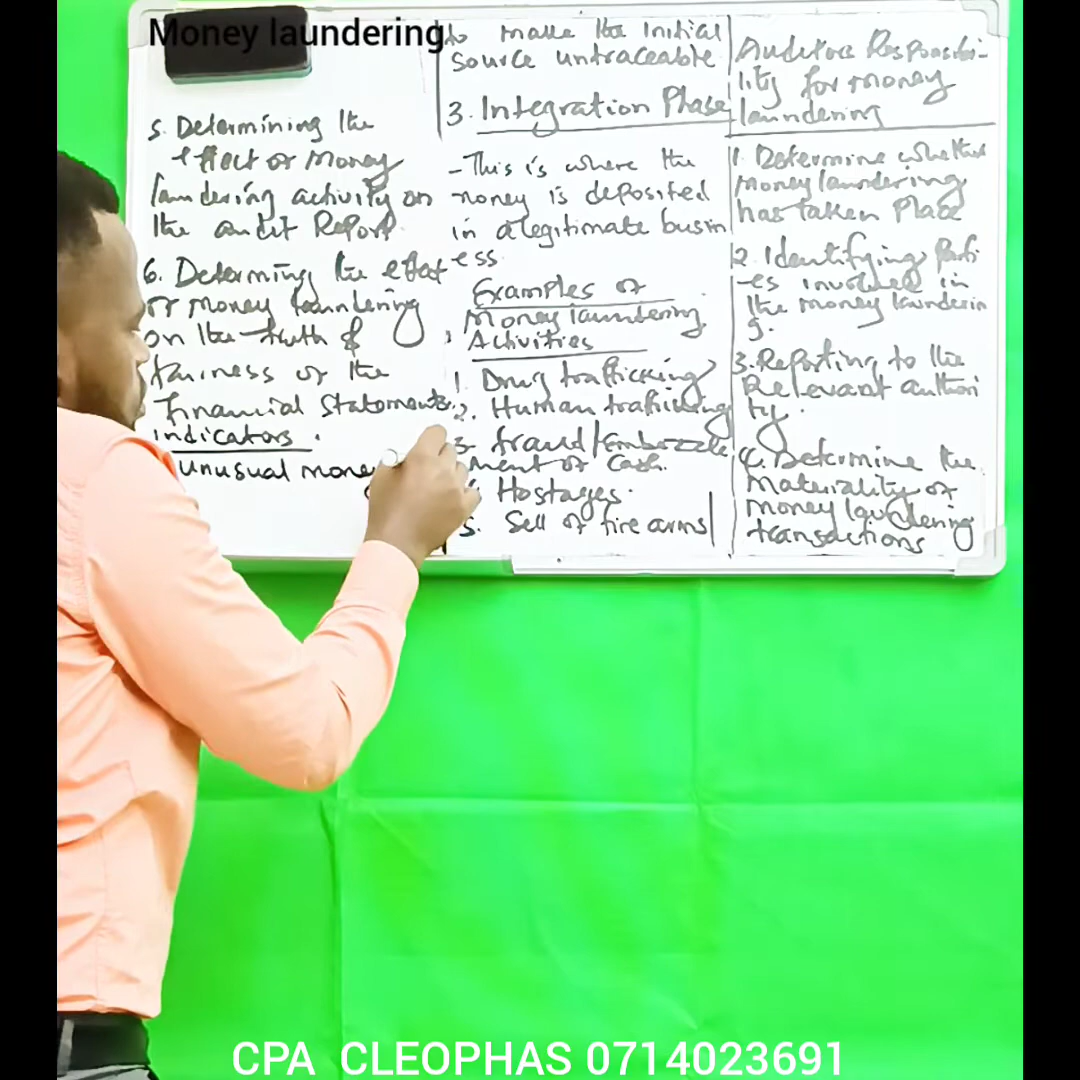 Money laundering
5. Determining the
effect of money
laundering activity on
the audit Report.
6. Determing the effect
of money laundering
on the truth &
fairness of the
financial statements.
indicators.
unusual money
to make the initial
source untraceable
3. Integration Phase
- This is where the
money is deposited
in a legitimate busin
ess.
Examples of
Money laundering
Activities
1. Drug trafficking
2. Human trafficking
3. fraud/Embezzle
ment of Cash.
Hostages.
5. Sell of fire arms
Auditors Responsibi-
lity for money
laundering
1. Determine whether
money laundering
has taken Place
2. Identifying Parti
es involved in
the money launderin
g.
3. Reporting to the
Relevant authori
ty.
4. Determine the
materiality of
money laundering
transactions
CPA CLEOPHAS 0714023691